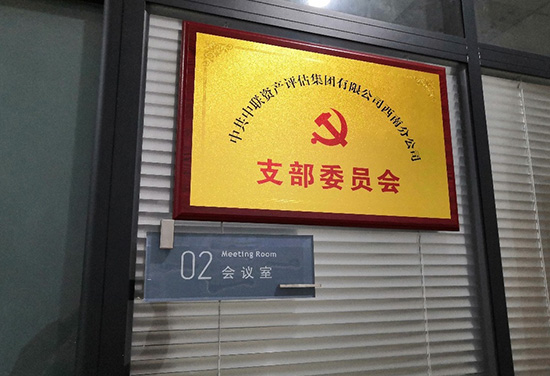 中共中联资产评估集团有限公司西南分公司
支部委员会
02
Meeting Room
会议室